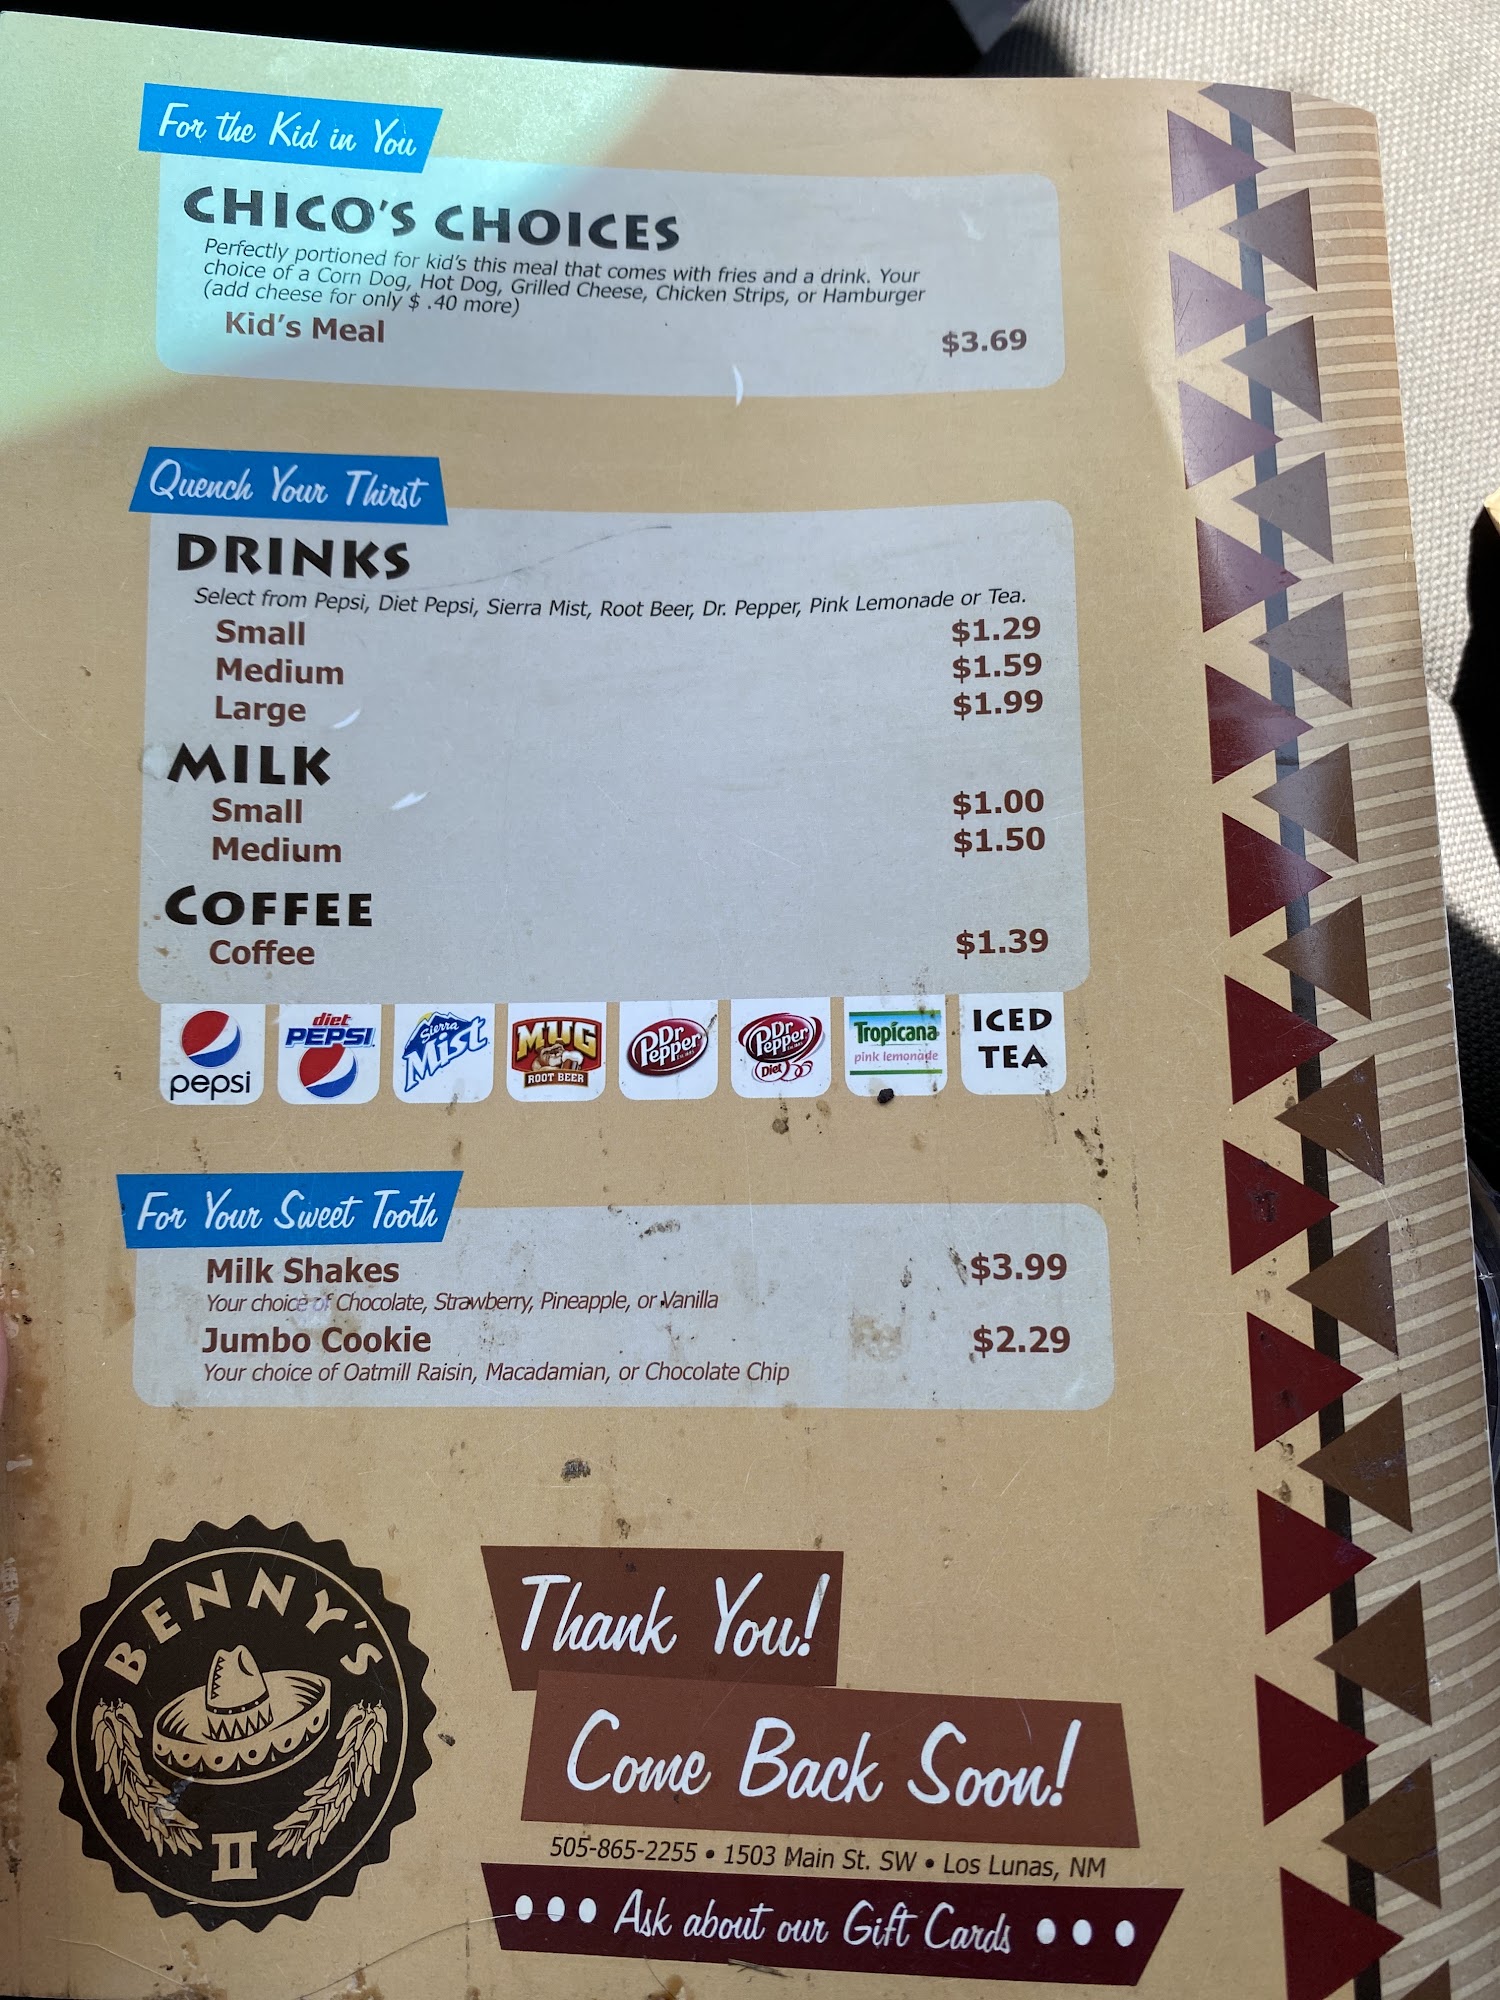 For the Kid in You
CHICO'S CHOICES
Perfectly portioned for kid's this meal that comes with fries and a drink. Your
choice of a Corn Dog, Hot Dog, Grilled Cheese, Chicken Strips, or Hamburger
(add cheese for only $ .40 more)
Kid's Meal $3.69
Quench Your Thirst
DRINKS
Select from Pepsi, Diet Pepsi, Sierra Mist, Root Beer, Dr. Pepper, Pink Lemonade or Tea.
Small $1.29
Medium $1.59
Large $1.99
MILK
Small $1.00
Medium $1.50
COFFEE
Coffee $1.39
pepsi
diet
PEPSI
Sierra
Mist
MUG
ROOT BEER
Dr
Pepper
Dr
Pepper
Diet
Tropicana
pink lemonade
ICED
TEA
For Your Sweet Tooth
Milk Shakes $3.99
Your choice of Chocolate, Strawberry, Pineapple, or Vanilla
Jumbo Cookie $2.29
Your choice of Oatmill Raisin, Macadamian, or Chocolate Chip
BENNY'S
II
Thank You!
Come Back Soon!
505-865-2255 • 1503 Main St. SW • Los Lunas, NM
••• Ask about our Gift Cards •••